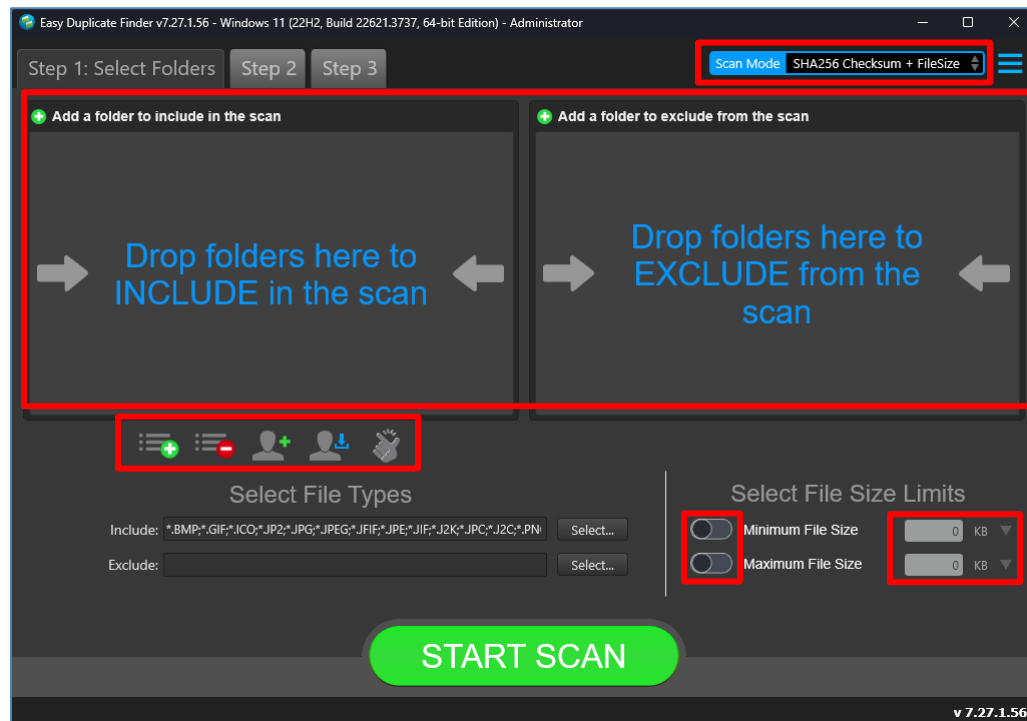 Easy Duplicate Finder v7.27.1.56 - Windows 11 (22H2, Build 22621.3737, 64-bit Edition) - Administrator
Step 1: Select Folders Step 2 Step 3
Scan Mode SHA256 Checksum + FileSize
Add a folder to include in the scan
Drop folders here to
INCLUDE in the scan
Add a folder to exclude from the scan
Drop folders here to
EXCLUDE from the
scan
Select File Types
Include: *.BMP;*.GIF;*.ICO;*.JP2;*.JPG;*.JPEG;*.JFIF;*.JPE;*.JIF;*.J2K;*.JPC;*.J2C;*.PN Select...
Exclude: Select...
Select File Size Limits
Minimum File Size 0 KB
Maximum File Size 0 KB
START SCAN
v 7.27.1.56